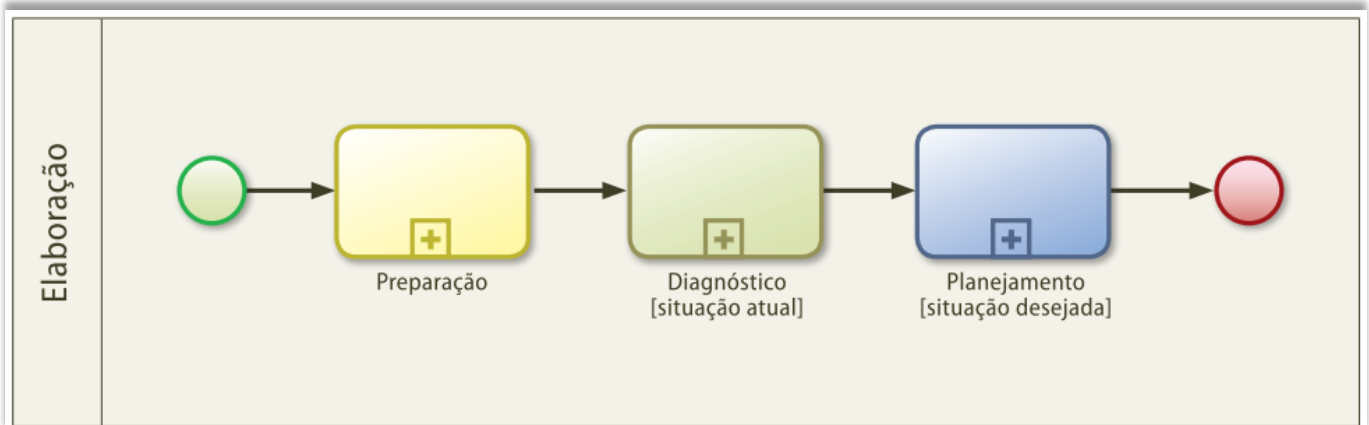 Elaboração
Preparação
Diagnóstico
[situação atual]
Planejamento
[situação desejada]